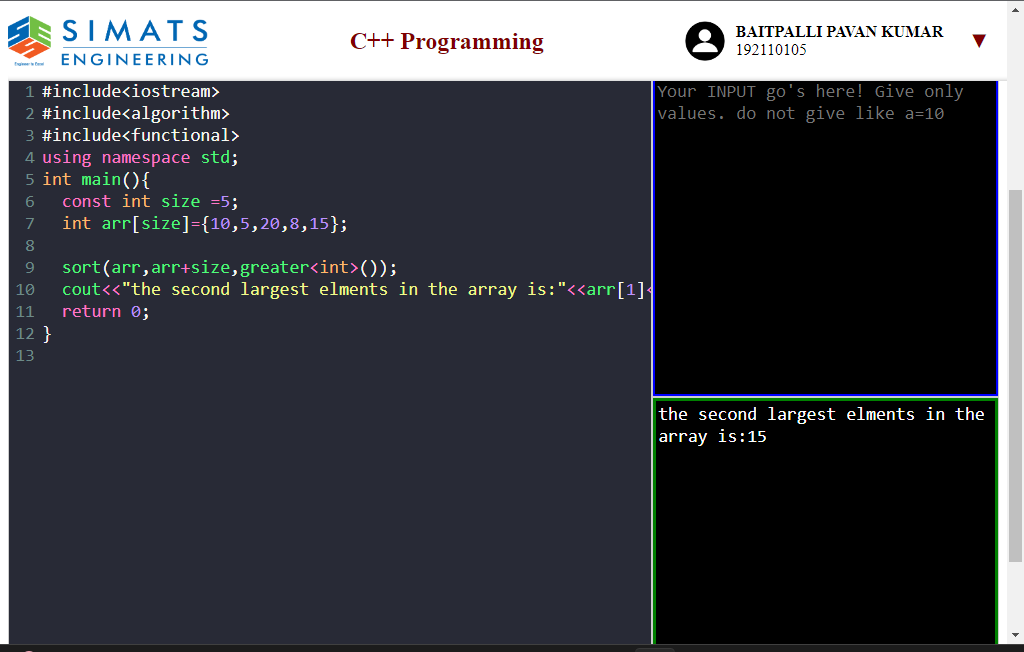 SIMATS
ENGINEERING
Engineer to Excel
C++ Programming
BAITPALLI PAVAN KUMAR
192110105
1 #include<iostream>
2 #include<algorithm>
3 #include<functional>
4 using namespace std;
5 int main(){
6   const int size =5;
7   int arr[size]={10,5,20,8,15};
8
9   sort(arr,arr+size,greater<int>());
10   cout<<"the second largest elments in the array is:"<<arr[1]<
11   return 0;
12 }
13
Your INPUT go's here! Give only
values. do not give like a=10
the second largest elments in the
array is:15